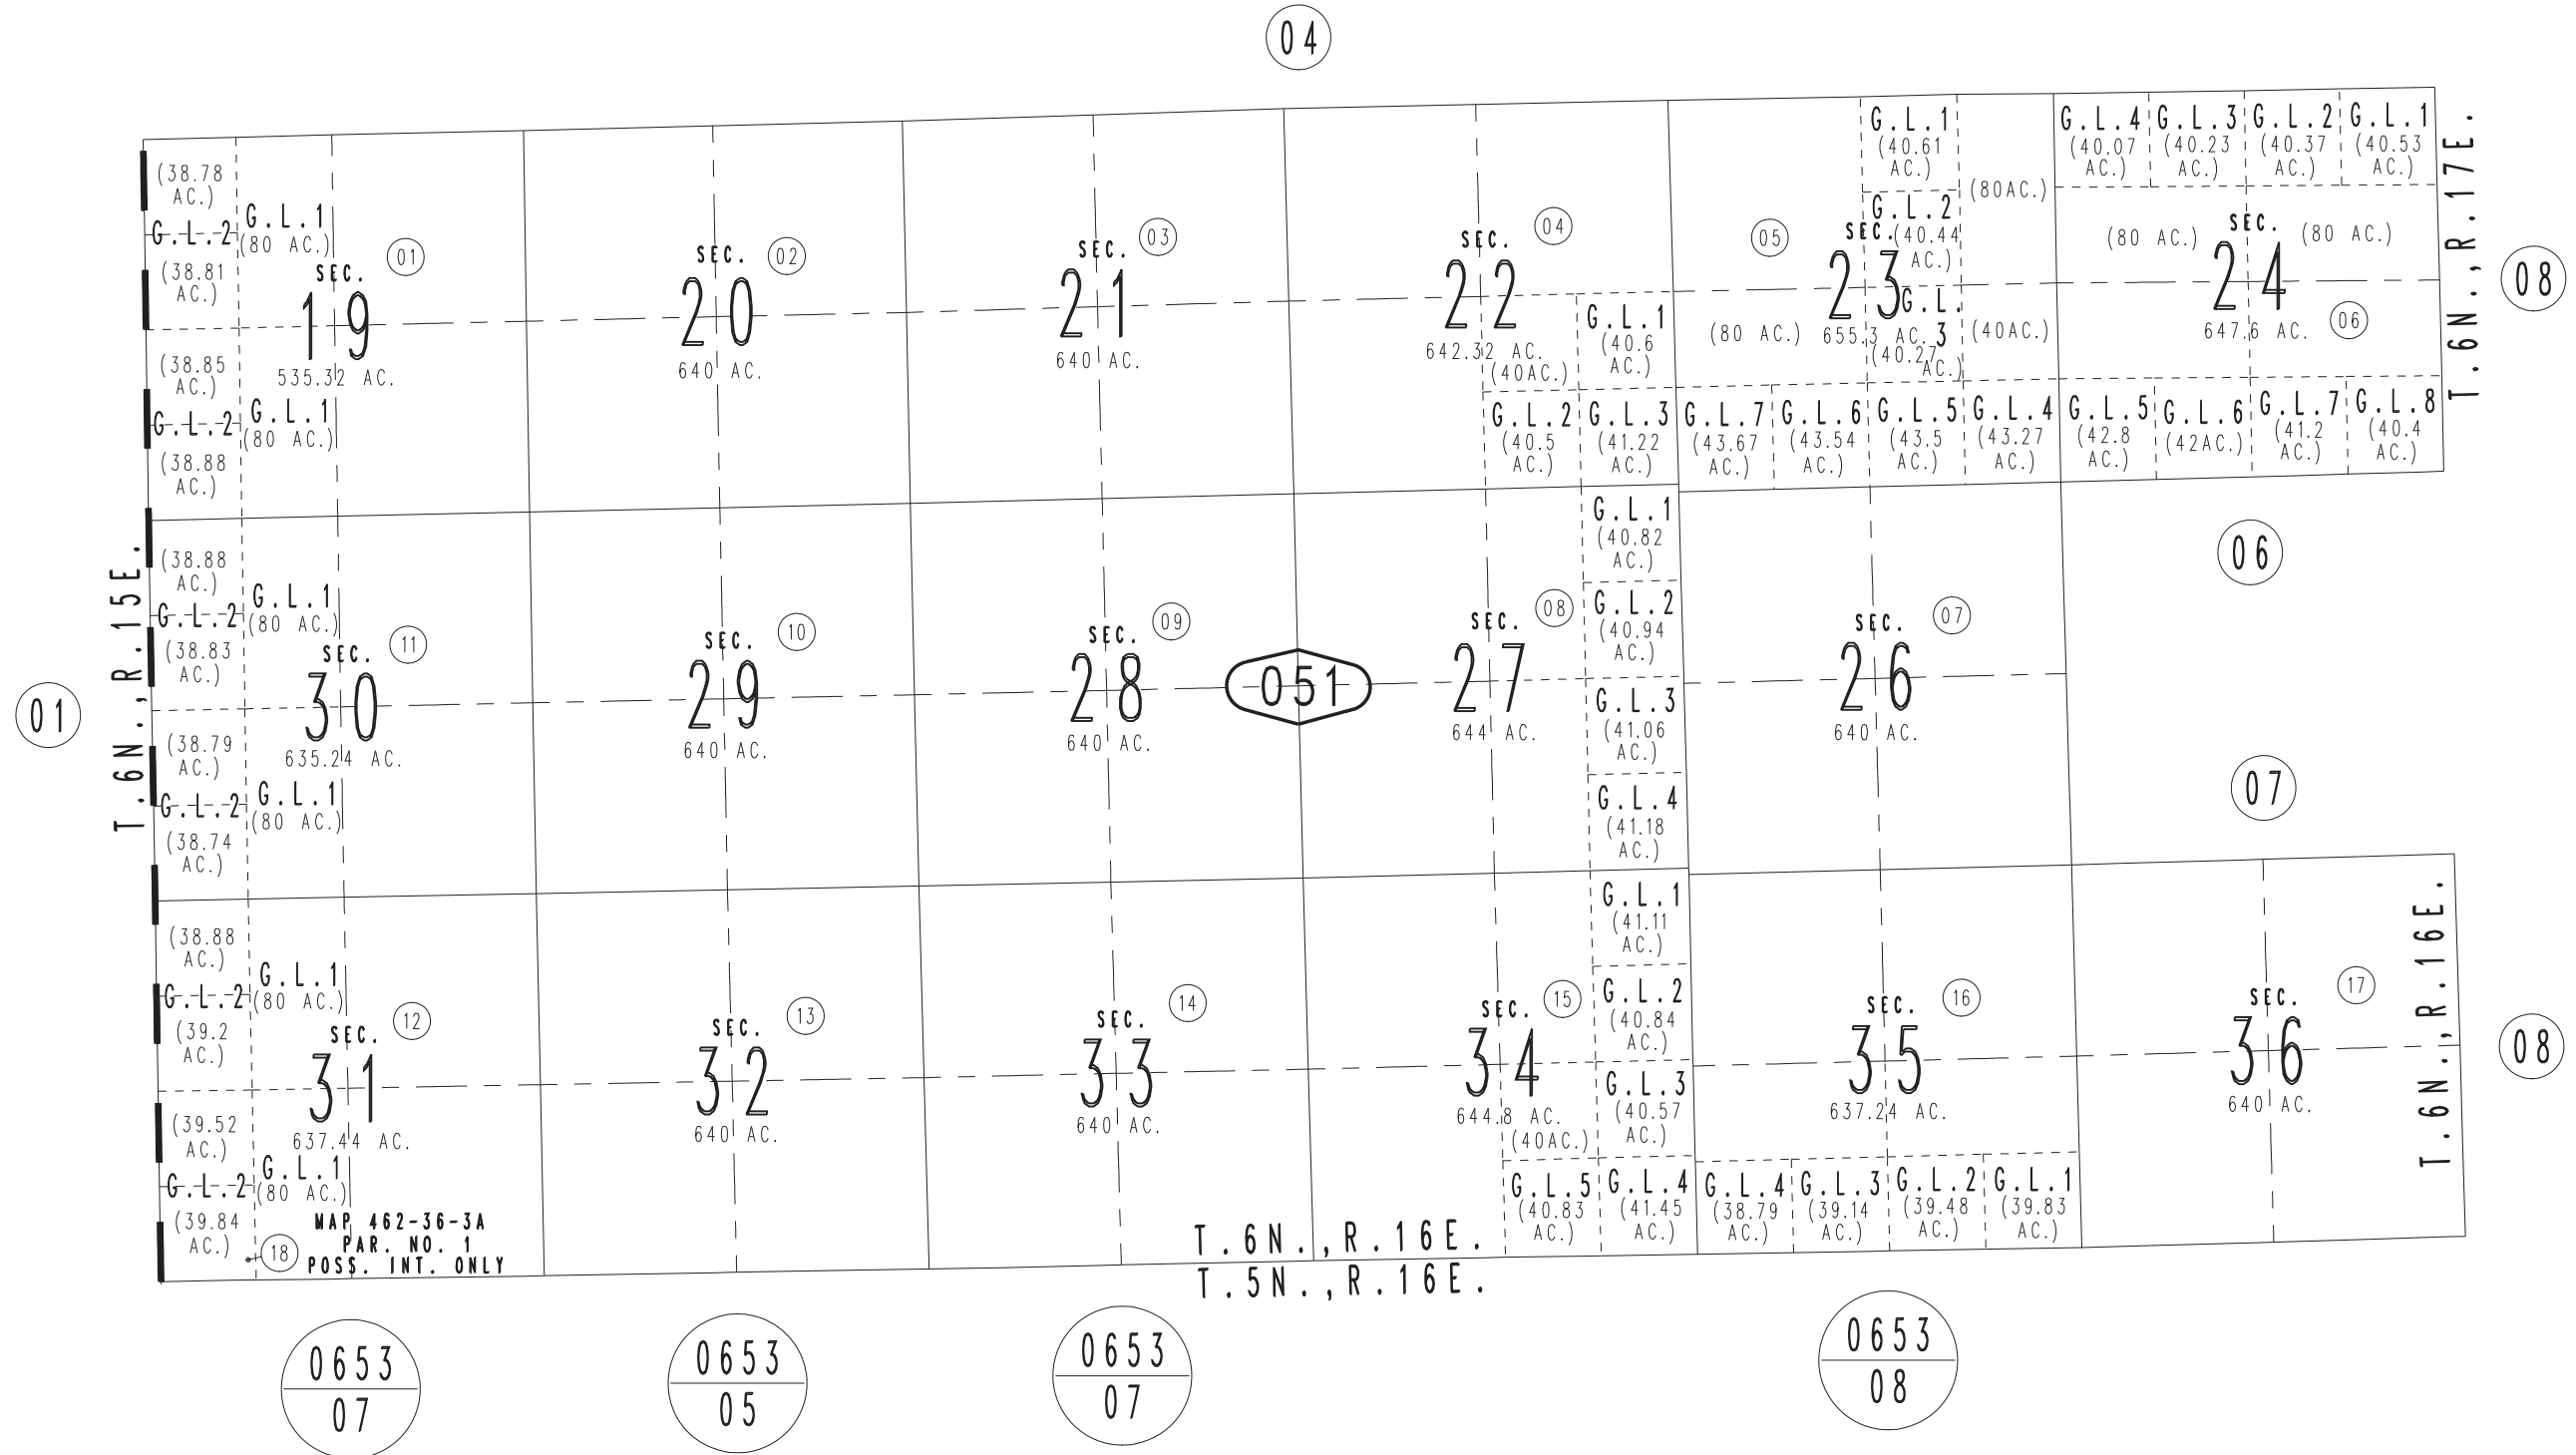 04
(38.78
AC.)
G.L.2
(38.81
AC.)
G.L.1
(80 AC.)
SEC.
19
01
535.32 AC.
(38.85
AC.)
G.L.2
(38.88
AC.)
G.L.1
(80 AC.)
SEC.
20
02
640 AC.
SEC.
21
03
640 AC.
SEC.
22
04
642.32 AC.
(40AC.)
G.L.1
(40.6
AC.)
G.L.2
(40.5
AC.)
G.L.3
(41.22
AC.)
G.L.1
(40.61
AC.)
(80AC.)
G.L.2
(40.44
AC.)
05
SEC.
23
655.3 AC.
(80 AC.)
G.L.
3
(40.27
AC.)
(40AC.)
G.L.7
(43.67
AC.)
G.L.6
(43.54
AC.)
G.L.5
(43.5
AC.)
G.L.4
(43.27
AC.)
G.L.4
(40.07
AC.)
G.L.3
(40.23
AC.)
G.L.2
(40.37
AC.)
G.L.1
(40.53
AC.)
(80 AC.)
SEC.
24
(80 AC.)
647.6 AC.
06
G.L.5
(42.8
AC.)
G.L.6
(42AC.)
G.L.7
(41.2
AC.)
G.L.8
(40.4
AC.)
T.6N.,R.17E.
08
T.6N.,R.15E.
01
(38.88
AC.)
G.L.2
(38.83
AC.)
G.L.1
(80 AC.)
SEC.
30
11
635.24 AC.
(38.79
AC.)
G.L.2
(38.74
AC.)
G.L.1
(80 AC.)
SEC.
29
10
640 AC.
SEC.
28
09
640 AC.
051
SEC.
27
08
644 AC.
G.L.1
(40.82
AC.)
G.L.2
(40.94
AC.)
G.L.3
(41.06
AC.)
G.L.4
(41.18
AC.)
SEC.
26
07
640 AC.
06
07
(38.88
AC.)
G.L.2
(39.2
AC.)
G.L.1
(80 AC.)
SEC.
31
12
637.44 AC.
(39.52
AC.)
G.L.2
(39.84
AC.)
G.L.1
(80 AC.)
18
MAP 462-36-3A
PAR. NO. 1
POSS. INT. ONLY
SEC.
32
13
640 AC.
SEC.
33
14
640 AC.
SEC.
34
15
644.8 AC.
(40AC.)
G.L.1
(41.11
AC.)
G.L.2
(40.84
AC.)
G.L.3
(40.57
AC.)
G.L.5
(40.83
AC.)
G.L.4
(41.45
AC.)
SEC.
35
16
637.24 AC.
G.L.4
(38.79
AC.)
G.L.3
(39.14
AC.)
G.L.2
(39.48
AC.)
G.L.1
(39.83
AC.)
SEC.
36
17
640 AC.
T.6N.,R.16E.
08
T.6N.,R.16E.
T.5N.,R.16E.
0653
07
0653
05
0653
07
0653
08